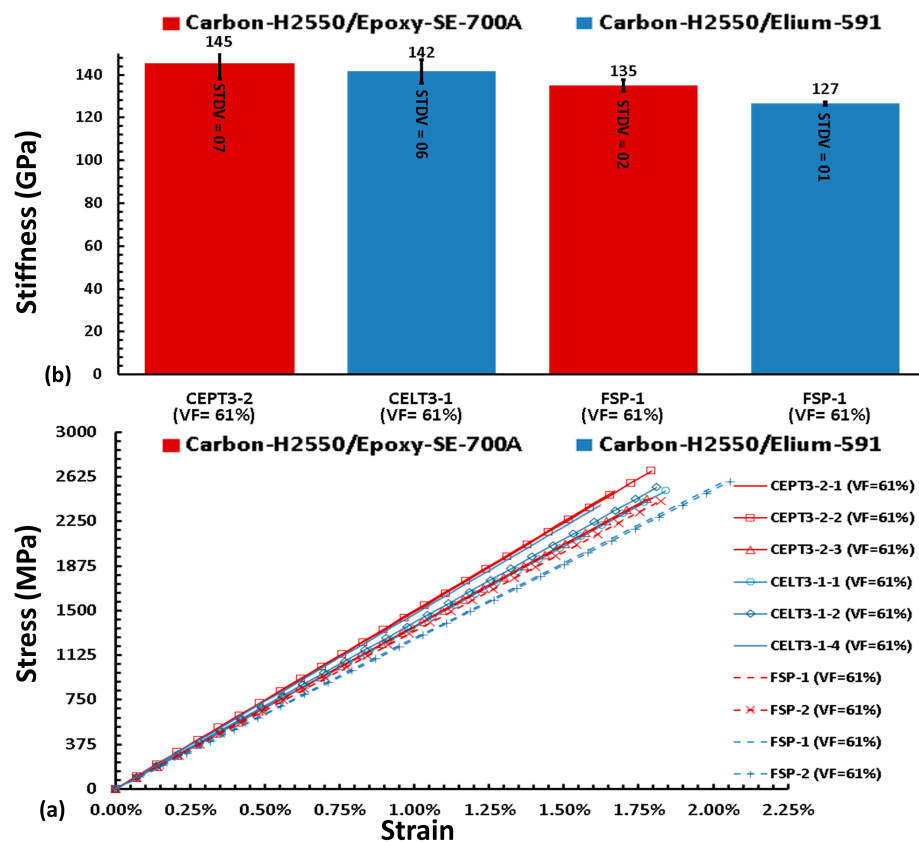 Carbon-H2550/Epoxy-SE-700A Carbon-H2550/Elium-591
145 142 135 127
STDV = 07 STDV = 06 STDV = 02 STDV = 01
Stiffness (GPa)
140
120
100
80
60
40
20
0
(b)
CEPT3-2 CELT3-1 FSP-1 FSP-1
(VF= 61%) (VF= 61%) (VF= 61%) (VF= 61%)
Carbon-H2550/Epoxy-SE-700A Carbon-H2550/Elium-591
Stress (MPa)
3000
2625
2250
1875
1500
1125
750
375
0
CEPT3-2-1 (VF=61%)
CEPT3-2-2 (VF=61%)
CEPT3-2-3 (VF=61%)
CELT3-1-1 (VF=61%)
CELT3-1-2 (VF=61%)
CELT3-1-4 (VF=61%)
FSP-1 (VF=61%)
FSP-2 (VF=61%)
FSP-1 (VF=61%)
FSP-2 (VF=61%)
(a)
0.00% 0.25% 0.50% 0.75% 1.00% 1.25% 1.50% 1.75% 2.00% 2.25%
Strain